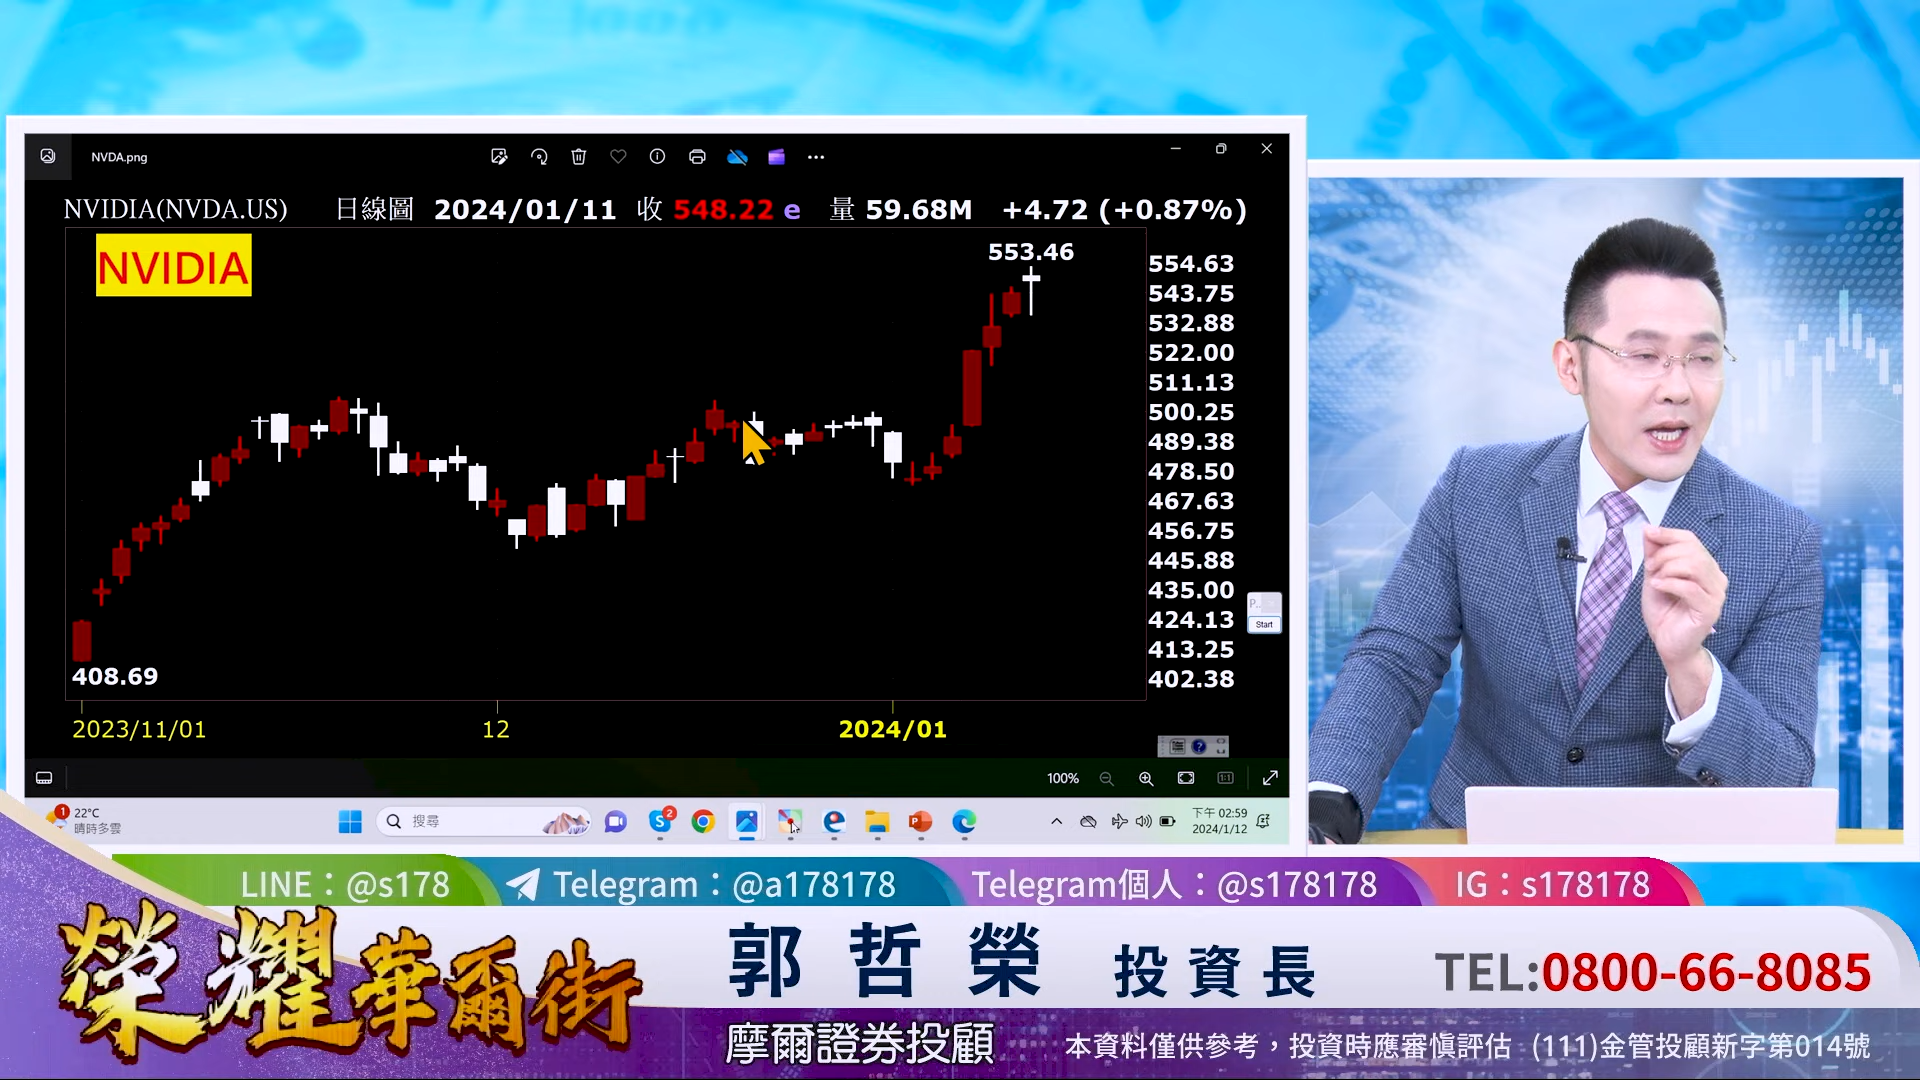 NVDA.png
NVIDIA(NVDA.US) 日線圖 2024/01/11 收 548.22 e 量 59.68M +4.72 (+0.87%)
NVIDIA
553.46
408.69
554.63
543.75
532.88
522.00
511.13
500.25
489.38
478.50
467.63
456.75
445.88
435.00
424.13
413.25
402.38
Start
2023/11/01 12 2024/01
100%
1:1
1
22°C
晴時多雲
搜尋
2
下午 02:59
2024/1/12
LINE：@s178 Telegram：@a178178 Telegram個人：@s178178 IG：s178178
榮耀華爾街
郭哲榮 投資長 TEL:0800-66-8085
摩爾證券投顧 本資料僅供參考，投資時應審慎評估 (111)金管投顧新字第014號